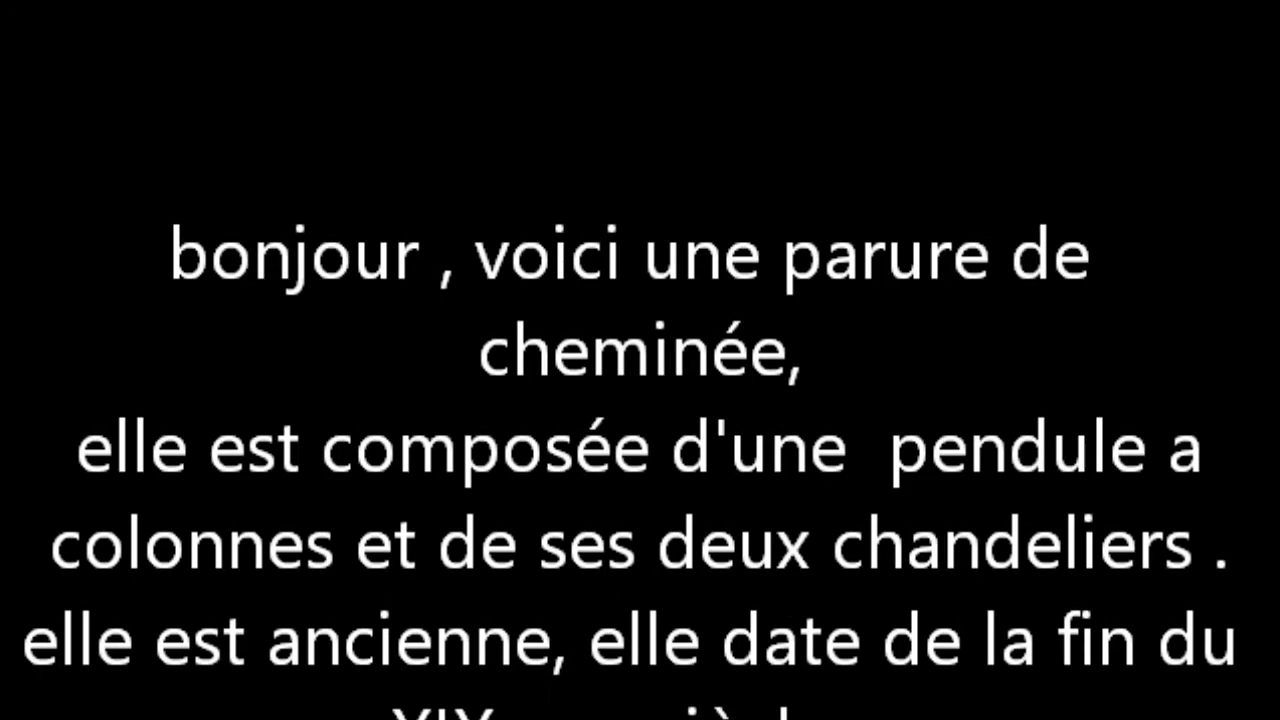 bonjour , voici une parure de
cheminée,
elle est composée d'une  pendule a
colonnes et de ses deux chandeliers .
elle est ancienne, elle date de la fin du